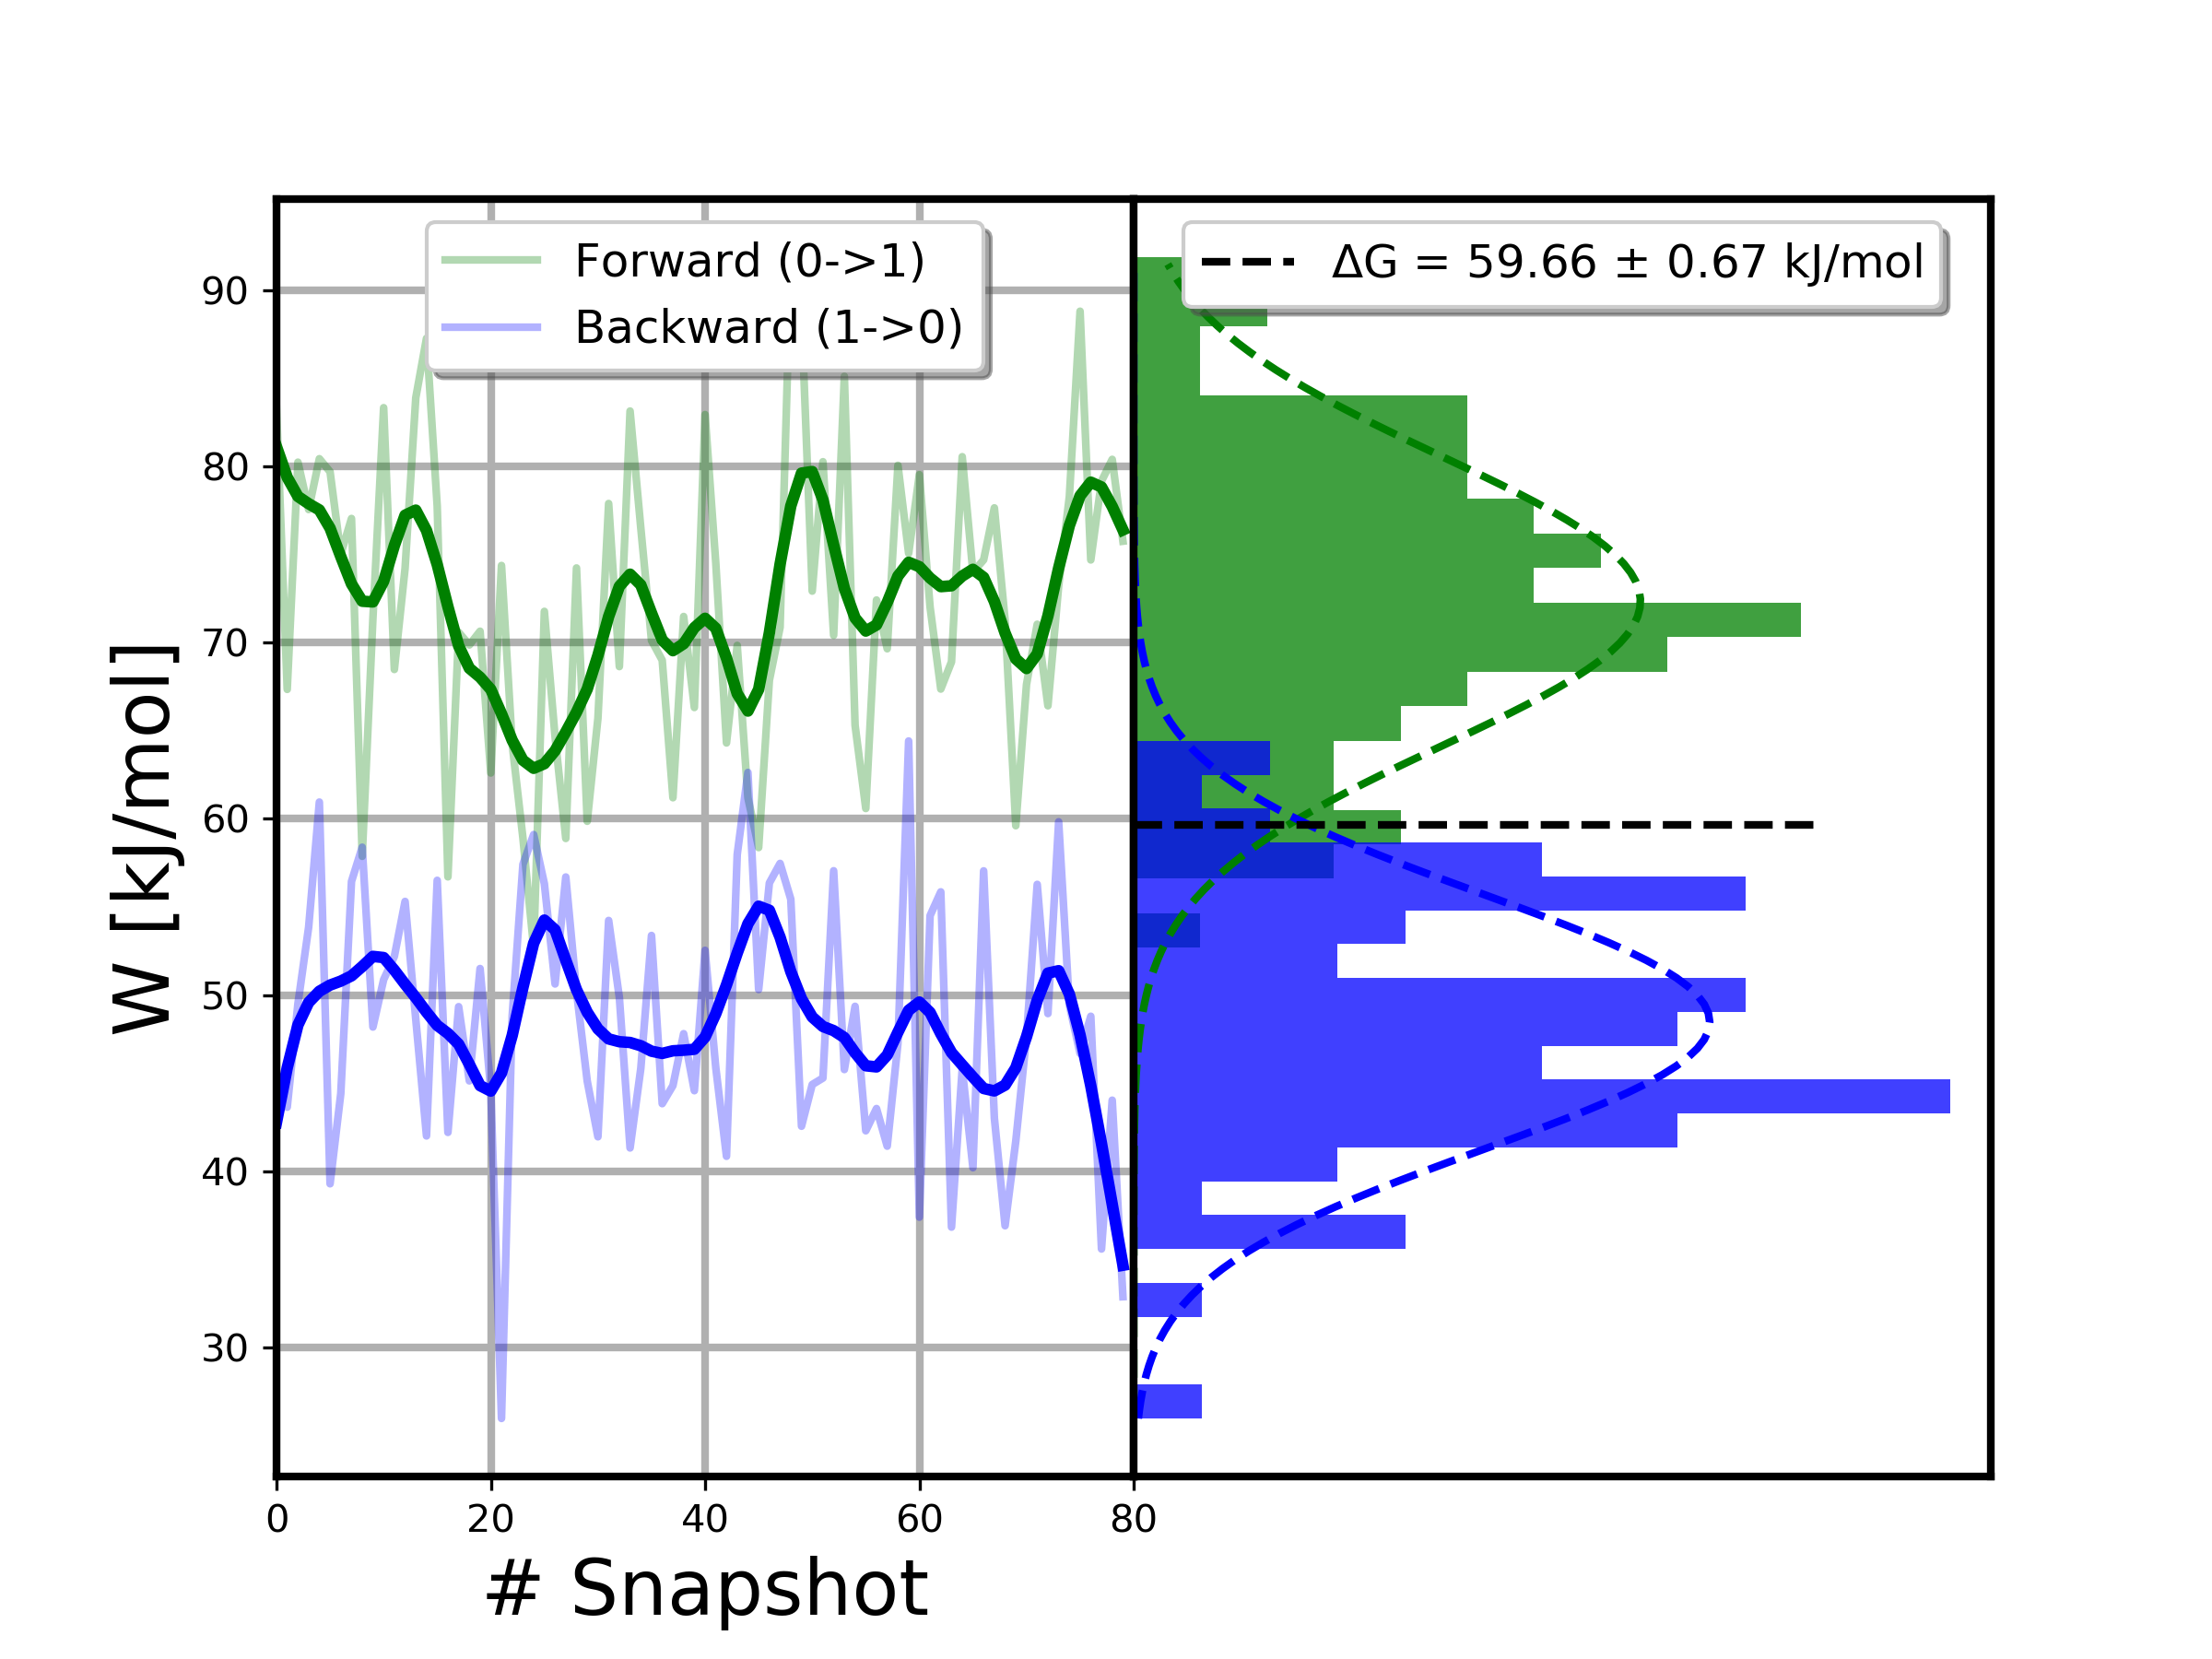 Forward (0->1)
Backward (1->0)
ΔG = 59.66 ± 0.67 kJ/mol
W [kJ/mol]
90
80
70
60
50
40
30
0 20 40 60 80
# Snapshot